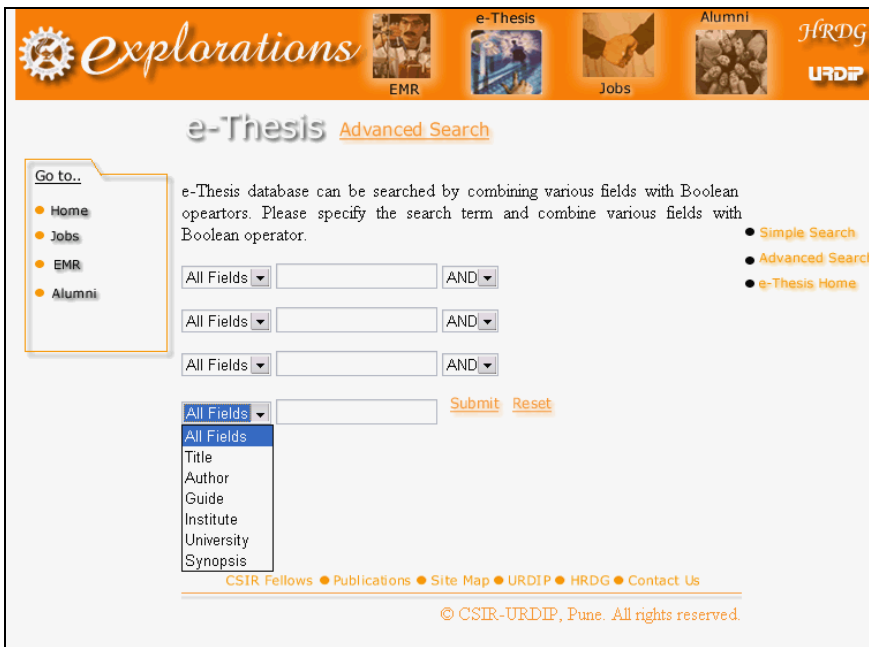 explorations
EMR
e-Thesis
Jobs
Alumni
HRDG
URDIP
e-Thesis Advanced Search
Go to..
Home
Jobs
EMR
Alumni
e-Thesis database can be searched by combining various fields with Boolean
opeartors. Please specify the search term and combine various fields with
Boolean operator.
Simple Search
Advanced Search
e-Thesis Home
All Fields AND
All Fields AND
All Fields AND
All Fields Submit Reset
All Fields
Title
Author
Guide
Institute
University
Synopsis
CSIR Fellows ● Publications ● Site Map ● URDIP ● HRDG ● Contact Us
© CSIR-URDIP, Pune. All rights reserved.